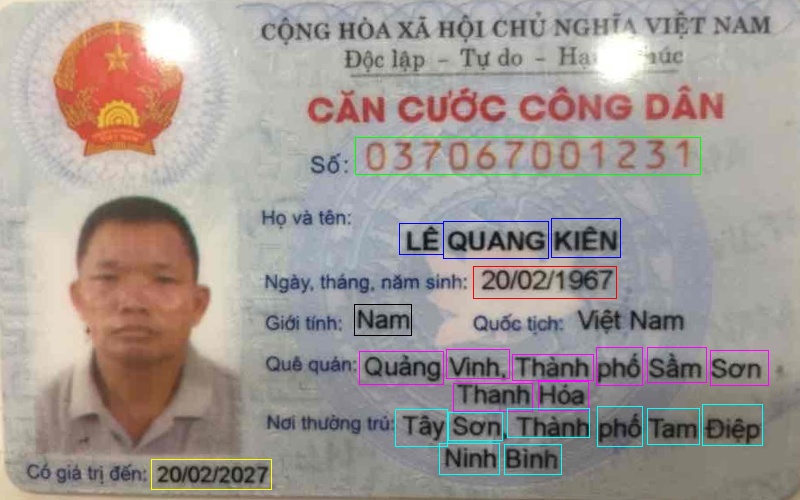 CỘNG HÒA XÃ HỘI CHỦ NGHĨA VIỆT NAM
Độc lập - Tự do -
CĂN CƯỚC CÔNG DÂN
Số: 037067001231
Họ và tên:
LÊ QUANG KIÊN
Ngày, tháng, năm sinh: 20/02/1967
Giới tính: Nam Quốc tịch: Việt Nam
Quê quán: Quảng Vinh, Thành phố Sầm Sơn
Thanh Hóa
Nơi thường trú: Tây Sơn, Thành phố Tam Điệp
Ninh Bình
Có giá trị đến: 20/02/2027